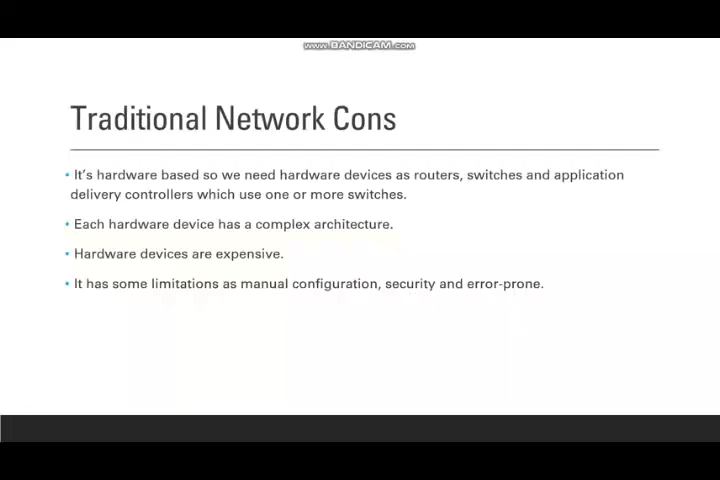 www.BANDICAM.com
Traditional Network Cons
• It's hardware based so we need hardware devices as routers, switches and application
delivery controllers which use one or more switches.
• Each hardware device has a complex architecture.
• Hardware devices are expensive.
• It has some limitations as manual configuration, security and error-prone.